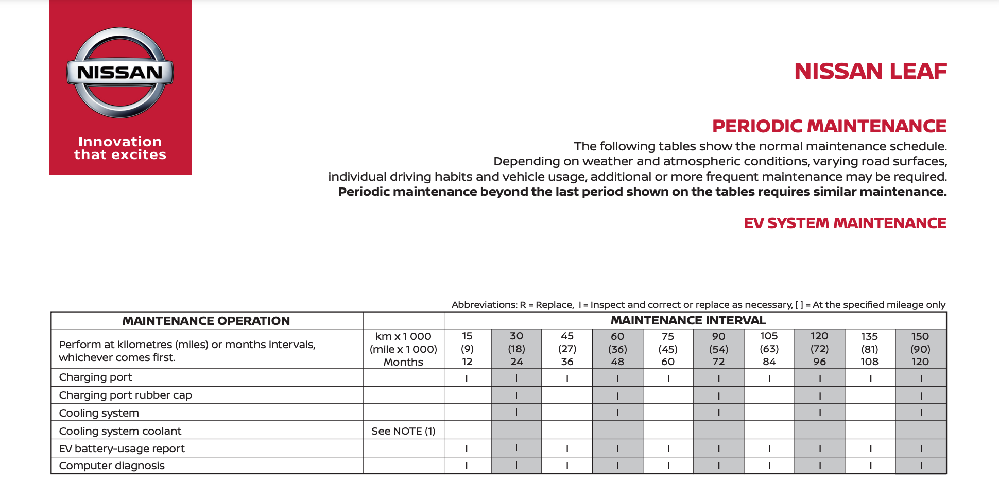 NISSAN
Innovation
that excites
NISSAN LEAF
PERIODIC MAINTENANCE
The following tables show the normal maintenance schedule.
Depending on weather and atmospheric conditions, varying road surfaces,
individual driving habits and vehicle usage, additional or more frequent maintenance may be required.
Periodic maintenance beyond the last period shown on the tables requires similar maintenance.
EV SYSTEM MAINTENANCE
Abbreviations: R = Replace, I = Inspect and correct or replace as necessary, [ ] = At the specified mileage only
MAINTENANCE OPERATION MAINTENANCE INTERVAL
Perform at kilometres (miles) or months intervals,
whichever comes first.
km x 1 000 15 30 45 60 75 90 105 120 135 150
(mile x 1 000) (9) (18) (27) (36) (45) (54) (63) (72) (81) (90)
Months 12 24 36 48 60 72 84 96 108 120
Charging port I I I I I I I I I I
Charging port rubber cap I I I I I
Cooling system I I I I I
Cooling system coolant See NOTE (1)
EV battery-usage report I I I I I I I I I I
Computer diagnosis I I I I I I I I I I